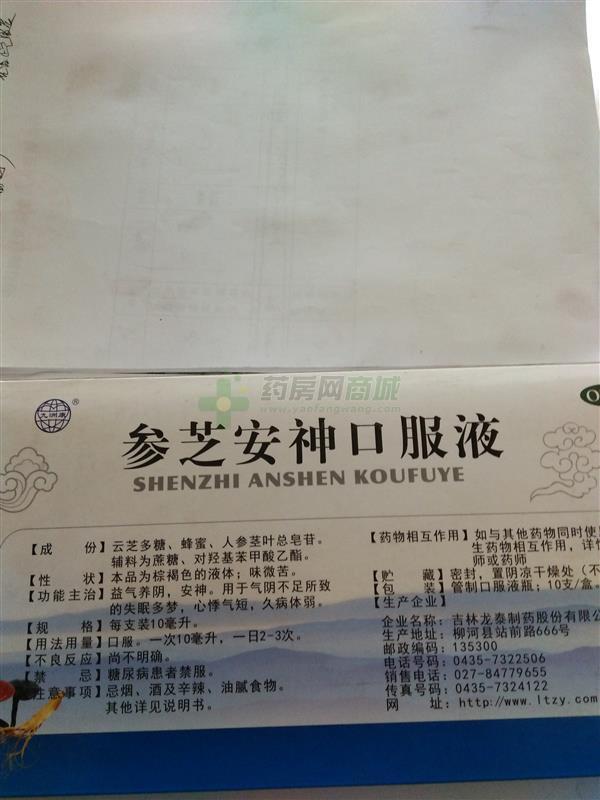 药房网商城
www.yaofangwang.com
九洲康
®
参芝安神口服液
SHENZHI ANSHEN KOUFUYE
【成 份】云芝多糖、蜂蜜、人参茎叶总皂苷。
辅料为蔗糖、对羟基苯甲酸乙酯。
【性 状】本品为棕褐色的液体；味微苦。
【功能主治】益气养阴，安神。用于气阴不足所致
的失眠多梦，心悸气短，久病体弱。
【规 格】每支装10毫升。
【用法用量】口服。一次10毫升，一日2-3次。
【不良反应】尚不明确。
【禁 忌】糖尿病患者禁服。
【注意事项】忌烟、酒及辛辣、油腻食物。
其他详见说明书。
【药物相互作用】如与其他药物同时使
生药物相互作用，详情
师或药师
【贮 藏】密封，置阴凉干燥处（不
【包 装】管制口服液瓶；10支/盒。
【生产企业】
企业名称：吉林龙泰制药股份有限公
生产地址：柳河县站前路666号
邮政编码：135300
电话号码：0435-7322506
销售电话：027-84779655
传真号码：0435-7324122
网 址：http://www.ltzy.